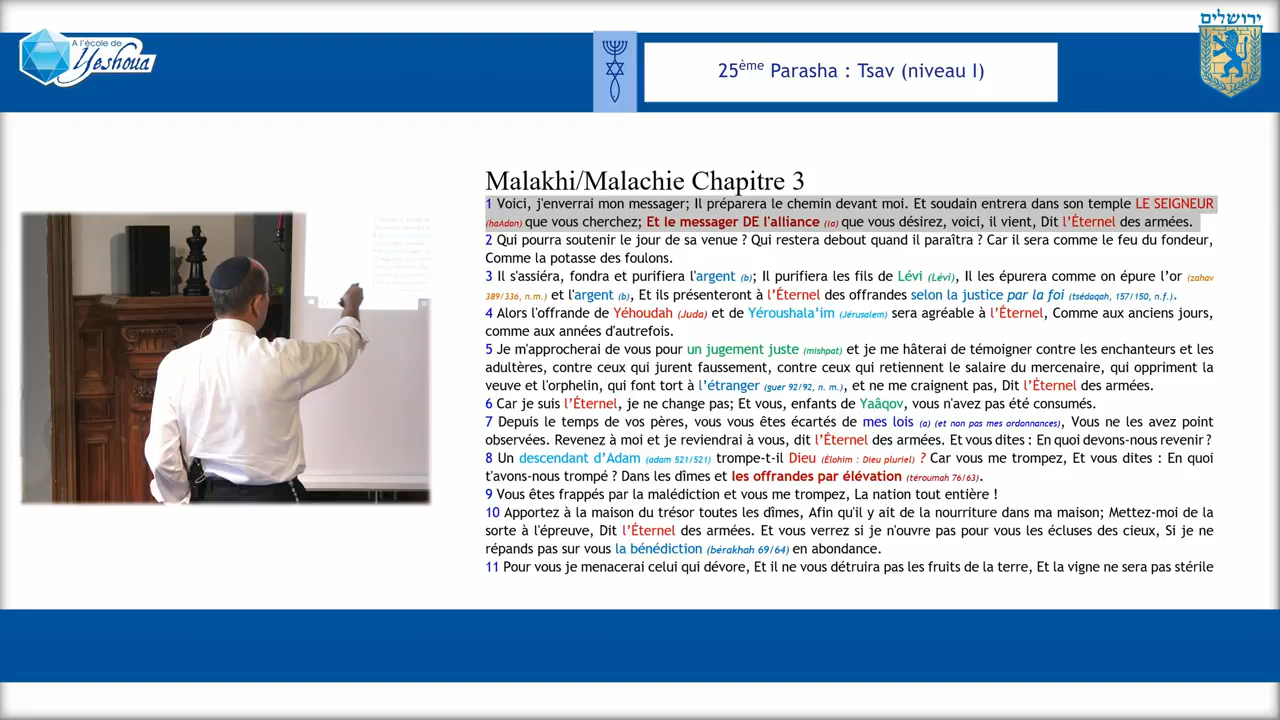 A l'école de
Yeshoua
25ème Parasha : Tsav (niveau I)
ירושלים
Malakhi/Malachie Chapitre 3
1 Voici, j'enverrai mon messager; Il préparera le chemin devant moi. Et soudain entrera dans son temple LE SEIGNEUR
(haAdon) que vous cherchez; Et le messager DE l'alliance ((a) que vous désirez, voici, il vient, Dit l'Éternel des armées.
2 Qui pourra soutenir le jour de sa venue ? Qui restera debout quand il paraîtra ? Car il sera comme la feu du fondeur,
Comme la potasse des foulons.
3 Il s'assiéra, fondra et purifiera l'argent (b); Il purifiera les fils de Lévi (Lévi), Il les épurera comme on épure l'or (zahav
389/336, n.m.) et l'argent (b), Et ils présenteront à l'Éternel des offrandes selon la justice par la foi (tsédaqah, 157/150, n.f.).
4 Alors l'offrande de Yéhoudah (Juda) et de Yéroushala'im (Jérusalem) sera agréable à l'Éternel, Comme aux anciens jours,
comme aux années d'autrefois.
5 Je m'approcherai de vous pour un jugement juste (mishpat) et je me hâterai de témoigner contre les enchanteurs et les
adultères, contre ceux qui jurent faussement, contre ceux qui retiennent le salaire du mercenaire, qui oppriment la
veuve et l'orphelin, qui font tort à l'étranger (guer 92/92, n. m.), et ne me craignent pas, Dit l'Éternel des armées.
6 Car je suis l'Éternel, je ne change pas; Et vous, enfants de Yaâqov, vous n'avez pas été consumés.
7 Depuis le temps de vos pères, vous vous êtes écartés de mes lois (a) (et non pas mes ordonnances), Vous ne les avez point
observées. Revenez à moi et je reviendrai à vous, dit l'Éternel des armées. Et vous dites : En quoi devons-nous revenir ?
8 Un descendant d'Adam (adam 521/521) trompe-t-il Dieu (Élohim : Dieu pluriel) ? Car vous me trompez, Et vous dites : En quoi
t'avons-nous trompé ? Dans les dîmes et les offrandes par élévation (téroumah 76/63).
9 Vous êtes frappés par la malédiction et vous me trompez, La nation tout entière !
10 Apportez à la maison du trésor toutes les dîmes, Afin qu'il y ait de la nourriture dans ma maison; Mettez-moi de la
sorte à l'épreuve, Dit l'Éternel des armées. Et vous verrez si je n'ouvre pas pour vous les écluses des cieux, Si je ne
répands pas sur vous la bénédiction (bérakhah 69/64) en abondance.
11 Pour vous je menacerai celui qui dévore, Et il ne vous détruira pas les fruits de la terre, Et la vigne ne sera pas stérile